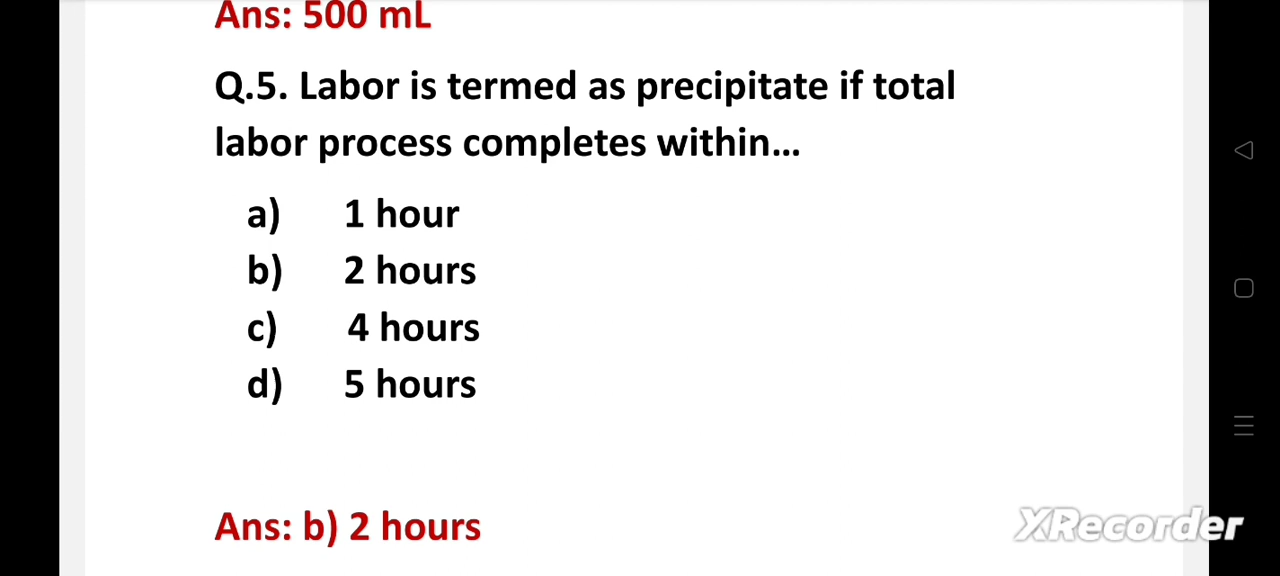 Ans: 500 mL
Q.5. Labor is termed as precipitate if total
labor process completes within...
a) 1 hour
b) 2 hours
c) 4 hours
d) 5 hours
Ans: b) 2 hours
XRecorder